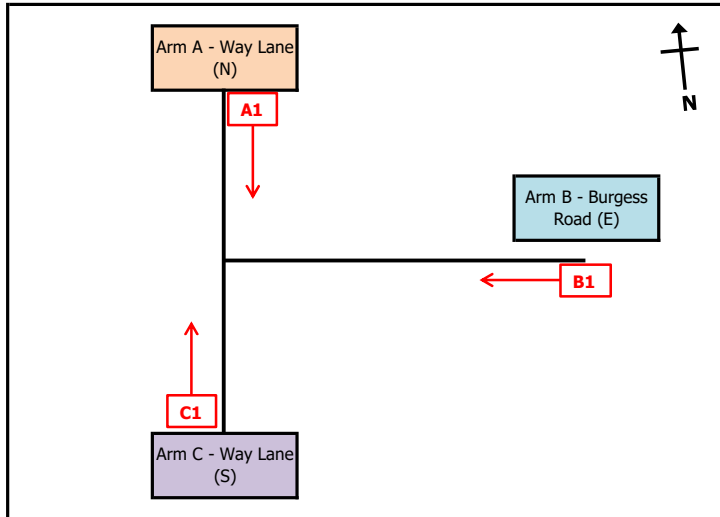 Arm A - Way Lane
(N)
A1
N
Arm B - Burgess
Road (E)
B1
C1
Arm C - Way Lane
(S)